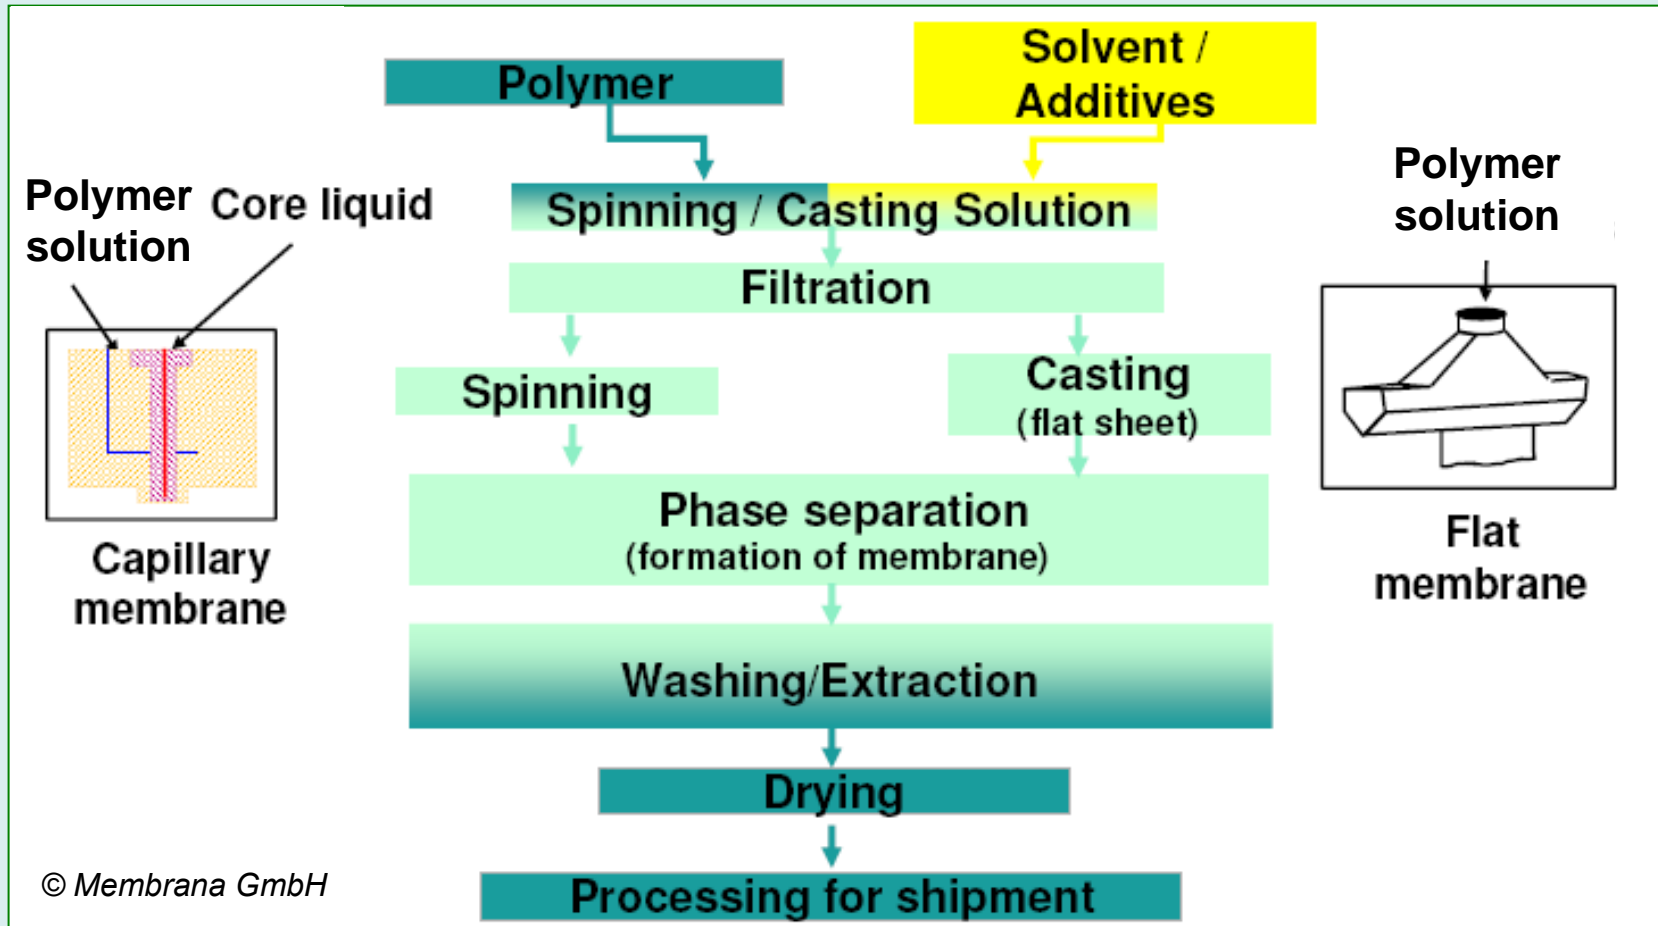 Polymer
Solvent /
Additives
Polymer
solution
Core liquid
Polymer
solution
Spinning / Casting Solution
Filtration
Spinning
Casting
(flat sheet)
Phase separation
(formation of membrane)
Capillary
membrane
Flat
membrane
Washing/Extraction
Drying
Processing for shipment
© Membrana GmbH